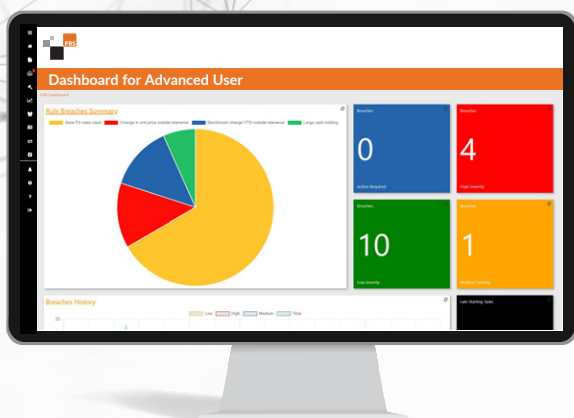 FRS
Dashboard for Advanced User
Edit Dashboard
Rule Breaches Summary
Stale FX rates used Change in unit price outside tolerance Benchmark change YTD outside tolerance Large cash holding
Breaches
0
Action Required
Breaches
4
High Severity
Breaches
10
Low Severity
Breaches
1
Medium Severity
Breaches History
Low High Medium Total
Late Starting Tasks